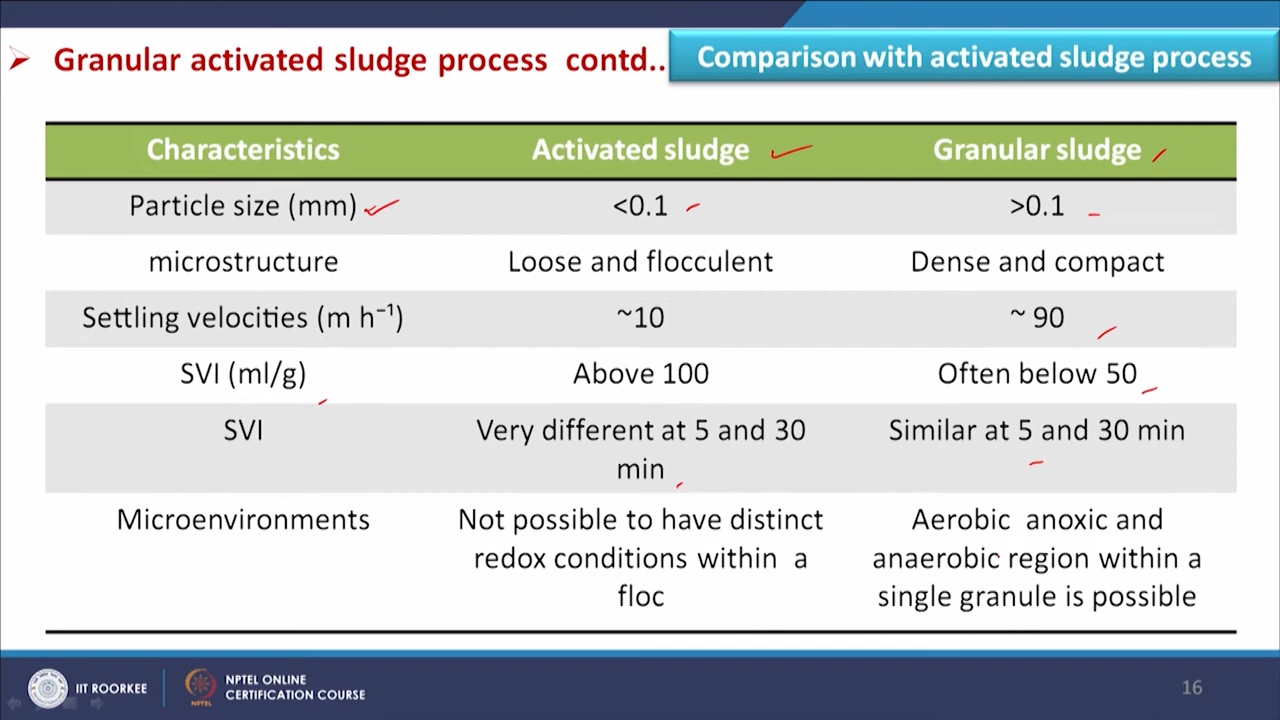 Granular activated sludge process contd..
Comparison with activated sludge process
Characteristics Activated sludge Granular sludge
Particle size (mm) <0.1 >0.1
microstructure Loose and flocculent Dense and compact
Settling velocities (m h⁻¹) ~10 ~ 90
SVI (ml/g) Above 100 Often below 50
SVI Very different at 5 and 30 Similar at 5 and 30 min
min
Microenvironments Not possible to have distinct Aerobic anoxic and
redox conditions within a anaerobic region within a
floc single granule is possible
IIT ROORKEE
NPTEL ONLINE
CERTIFICATION COURSE
NPTEL
16